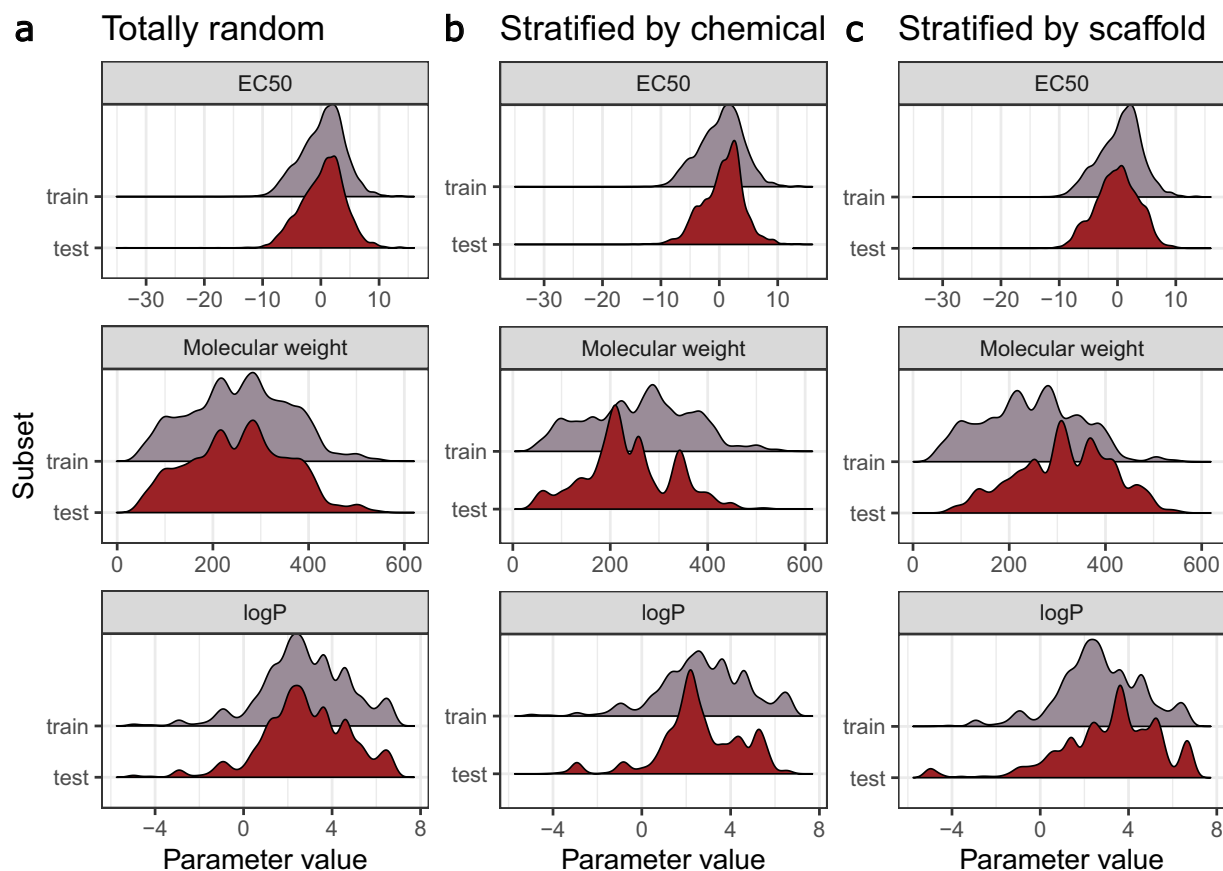 a Totally random
b Stratified by chemical
c Stratified by scaffold
EC50
EC50
EC50
train
train
train
test
test
test
−30 −20 −10 0 10
−30 −20 −10 0 10
−30 −20 −10 0 10
Subset
Molecular weight
Molecular weight
Molecular weight
train
train
train
test
test
test
0 200 400 600
0 200 400 600
0 200 400 600
logP
logP
logP
train
train
train
test
test
test
−4 0 4 8
−4 0 4 8
−4 0 4 8
Parameter value
Parameter value
Parameter value